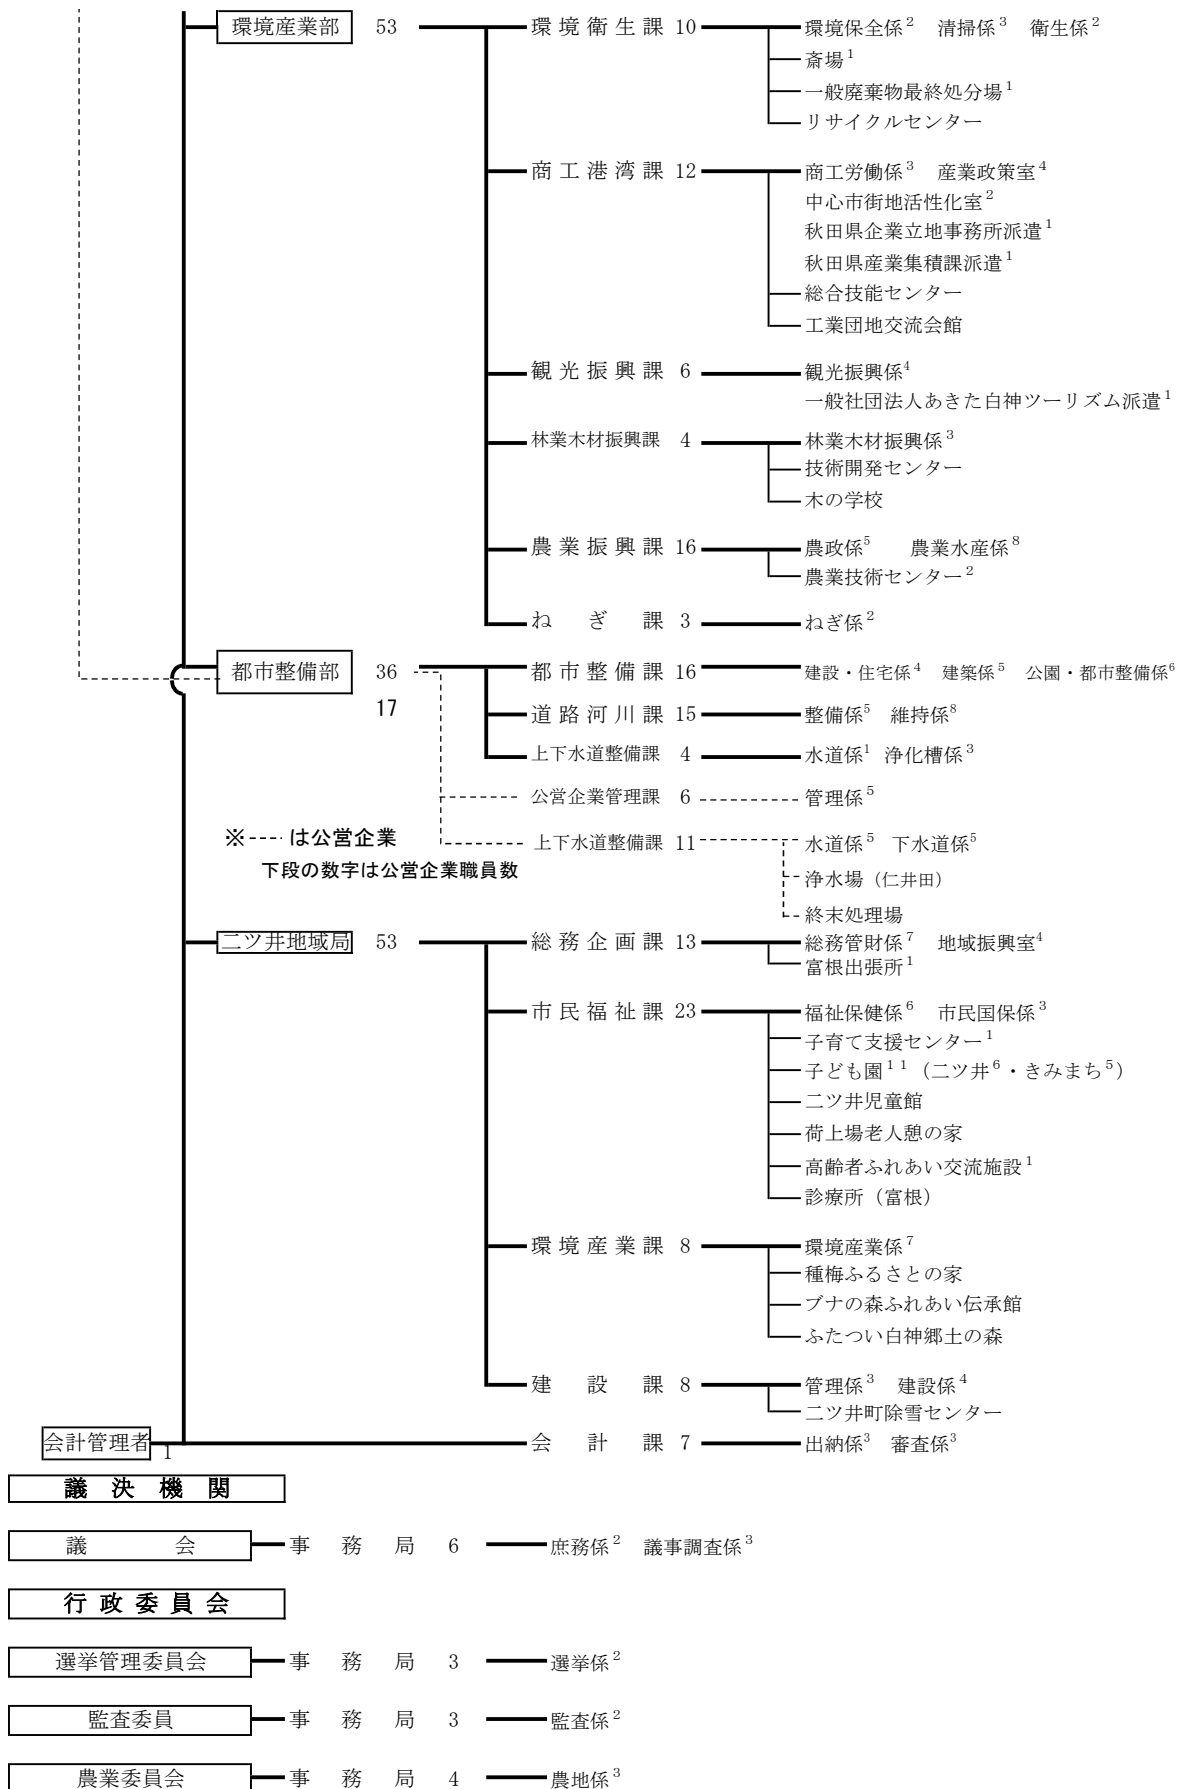 環境産業部 53 環境衛生課 10 環境保全係2 清掃係3 衛生係2
斎場1
一般廃棄物最終処分場1
リサイクルセンター
商工港湾課 12 商工労働係3 産業政策室4
中心市街地活性化室2
秋田県企業立地事務所派遣1
秋田県産業集積課派遣1
総合技能センター
工業団地交流会館
観光振興課 6 観光振興係4
一般社団法人あきた白神ツーリズム派遣1
林業木材振興課 4 林業木材振興係3
技術開発センター
木の学校
農業振興課 16 農政係5 農業水産係8
農業技術センター2
ねぎ課 3 ねぎ係2
都市整備部 36 都市整備課 16 建設・住宅係4 建築係5 公園・都市整備係6
17 道路河川課 15 整備係5 維持係8
上下水道整備課 4 水道係1 浄化槽係3
公営企業管理課 6 管理係5
※---- は公営企業 上下水道整備課 11 水道係5 下水道係5
下段の数字は公営企業職員数
浄水場（仁井田）
終末処理場
二ツ井地域局 53 総務企画課 13 総務管財係7 地域振興室4
富根出張所1
市民福祉課 23 福祉保健係6 市民国保係3
子育て支援センター1
子ども園11（二ツ井6・きみまち5）
二ツ井児童館
荷上場老人憩の家
高齢者ふれあい交流施設1
診療所（富根）
環境産業課 8 環境産業係7
種梅ふるさとの家
ブナの森ふれあい伝承館
ふたつい白神郷土の森
建設課 8 管理係3 建設係4
二ツ井町除雪センター
会計管理者 1 会計課 7 出納係3 審査係3
議決機関
議会 事務局 6 庶務係2 議事調査係3
行政委員会
選挙管理委員会 事務局 3 選挙係2
監査委員 事務局 3 監査係2
農業委員会 事務局 4 農地係3